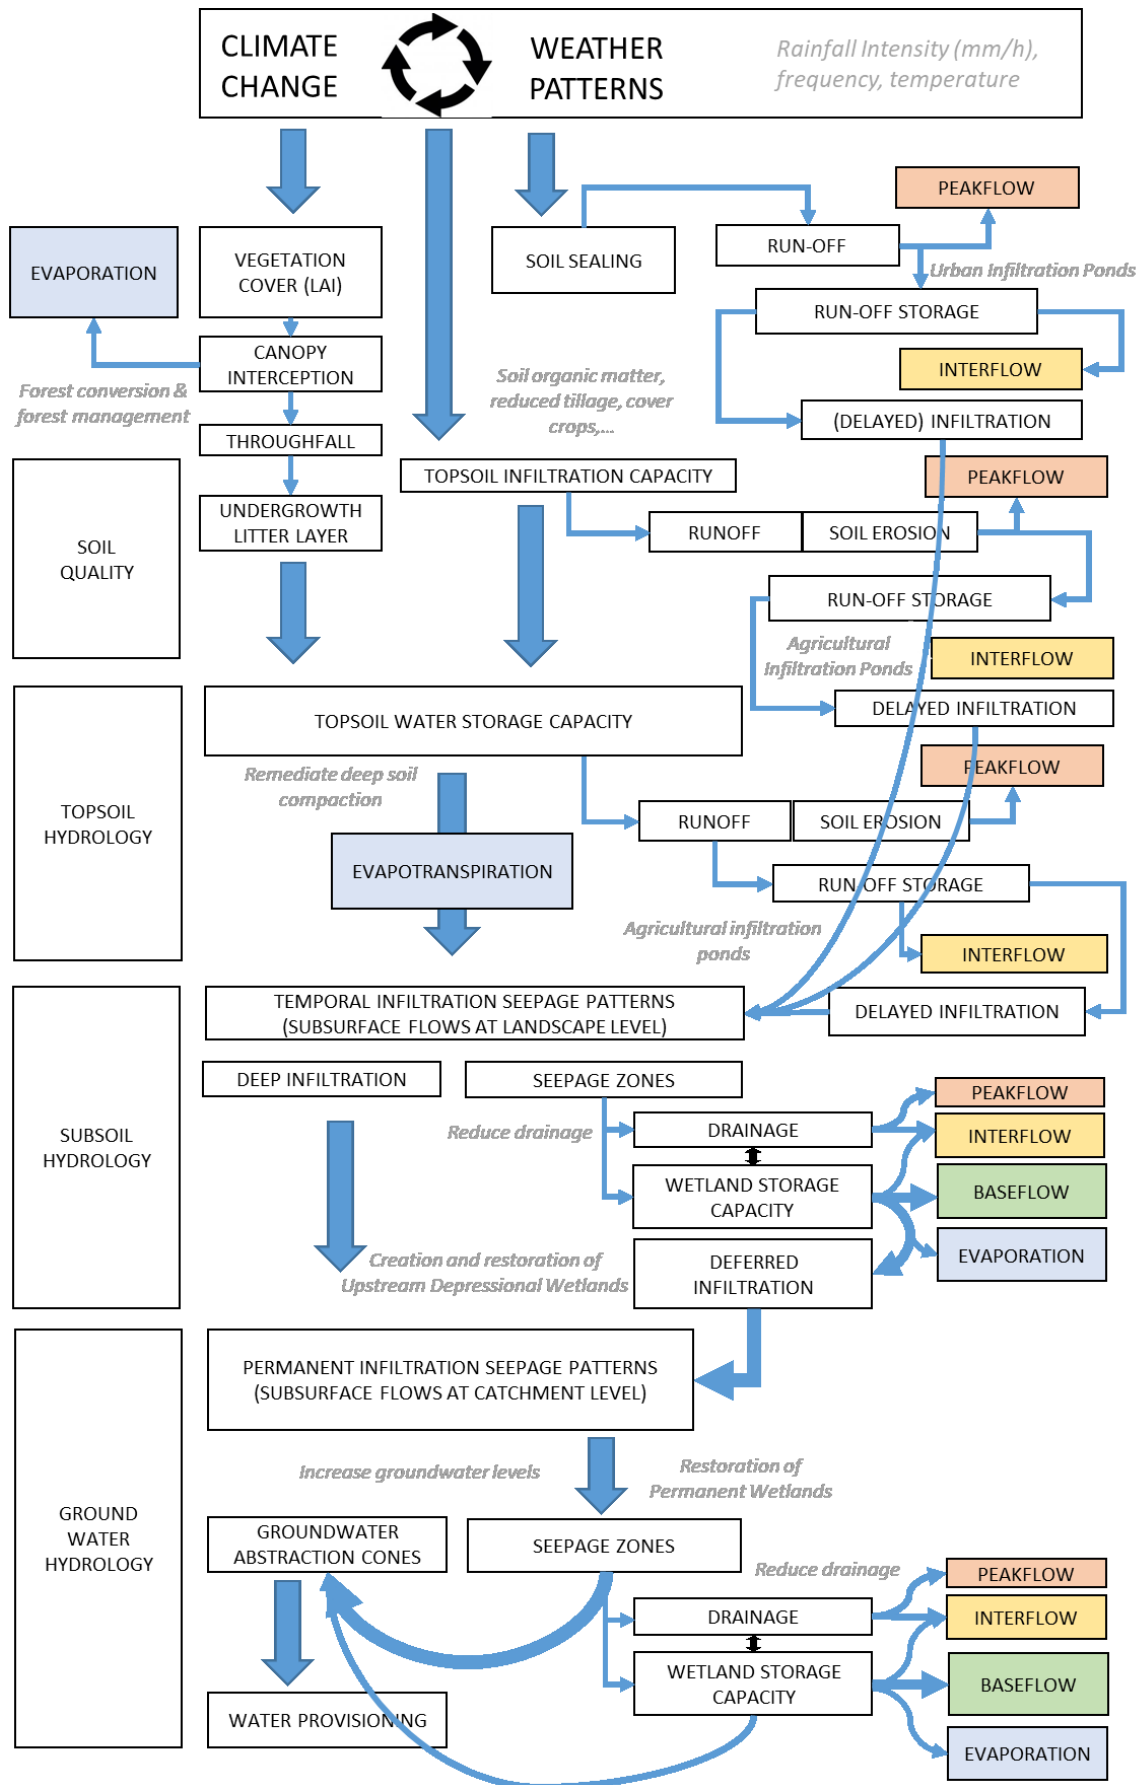 CLIMATE
CHANGE
WEATHER
PATTERNS
Rainfall Intensity (mm/h),
frequency, temperature
PEAKFLOW
EVAPORATION
VEGETATION
COVER (LAI)
SOIL SEALING
RUN-OFF
Urban Infiltration Ponds
RUN-OFF STORAGE
CANOPY
INTERCEPTION
INTERFLOW
Forest conversion &
forest management
Soil organic matter,
reduced tillage, cover
crops,...
THROUGHFALL
(DELAYED) INFILTRATION
TOPSOIL INFILTRATION CAPACITY
PEAKFLOW
UNDERGROWTH
LITTER LAYER
SOIL
QUALITY
RUNOFF
SOIL EROSION
RUN-OFF STORAGE
Agricultural
Infiltration Ponds
INTERFLOW
DELAYED INFILTRATION
TOPSOIL WATER STORAGE CAPACITY
Remediate deep soil
compaction
PEAKFLOW
TOPSOIL
HYDROLOGY
RUNOFF
SOIL EROSION
EVAPOTRANSPIRATION
RUN-OFF STORAGE
Agricultural infiltration
ponds
INTERFLOW
TEMPORAL INFILTRATION SEEPAGE PATTERNS
(SUBSURFACE FLOWS AT LANDSCAPE LEVEL)
DELAYED INFILTRATION
DEEP INFILTRATION
SEEPAGE ZONES
PEAKFLOW
SUBSOIL
HYDROLOGY
Reduce drainage
DRAINAGE
INTERFLOW
WETLAND STORAGE
CAPACITY
BASEFLOW
Creation and restoration of
Upstream Depressional Wetlands
DEFERRED
INFILTRATION
EVAPORATION
PERMANENT INFILTRATION SEEPAGE PATTERNS
(SUBSURFACE FLOWS AT CATCHMENT LEVEL)
Increase groundwater levels
Restoration of
Permanent Wetlands
GROUND
WATER
HYDROLOGY
GROUNDWATER
ABSTRACTION CONES
SEEPAGE ZONES
Reduce drainage
PEAKFLOW
DRAINAGE
INTERFLOW
WETLAND STORAGE
CAPACITY
BASEFLOW
WATER PROVISIONING
EVAPORATION